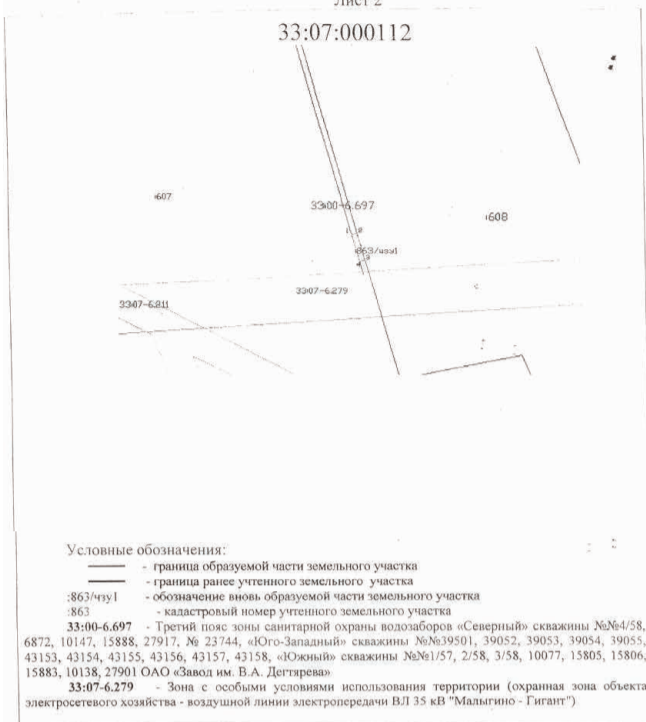 Лист 2
33:07:000112
:607
33:00-6.697
:608
1 2
:863/чзу1
3
4
33:07-6.279
33:07-6.811
Условные обозначения:
- граница образуемой части земельного участка
- граница ранее учтенного земельного участка
:863/чзу1 - обозначение вновь образуемой части земельного участка
:863 - кадастровый номер учтенного земельного участка
33:00-6.697 - Третий пояс зоны санитарной охраны водозаборов «Северный» скважины №№4/58,
6872, 10147, 15888, 27917, № 23744, «Юго-Западный» скважины №№39501, 39052, 39053, 39054, 39055,
43153, 43154, 43155, 43156, 43157, 43158, «Южный» скважины №№1/57, 2/58, 3/58, 10077, 15805, 15806,
15883, 10138, 27901 ОАО «Завод им. В.А. Дегтярева»
33:07-6.279 - Зона с особыми условиями использования территории (охранная зона объекта
электросетевого хозяйства - воздушной линии электропередачи ВЛ 35 кВ "Малыгино - Гигант")